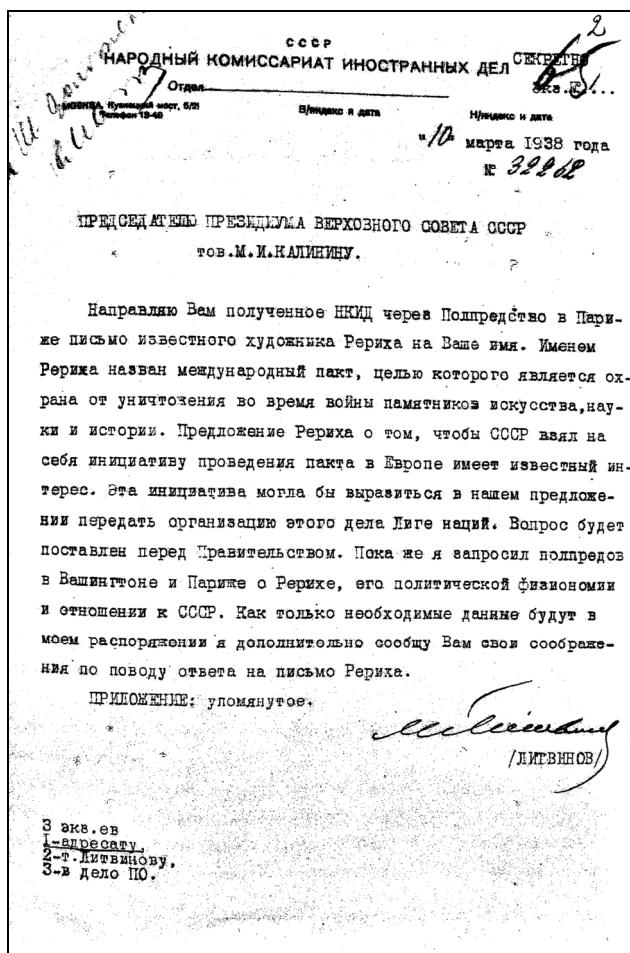 2
СССР
НАРОДНЫЙ КОМИССАРИАТ ИНОСТРАННЫХ ДЕЛ
СЕКРЕТНО
Отдел
экз.№ 1...
МОСКВА, Кузнецкий мост, 5/21
Телефон 19-40
В/индекс и дата
Н/индекс и дата
"10" марта 1938 года
№ 32262
ПРЕДСЕДАТЕЛЮ ПРЕЗИДИУМА ВЕРХОВНОГО СОВЕТА СССР
тов.М.И.КАЛИНИНУ.
Направляю Вам полученное НКИД через Полпредство в Пари-
же письмо известного художника Рериха на Ваше имя. Именем
Рериха назван международный пакт, целью которого является ох-
рана от уничтожения во время войны памятников искусства,нау-
ки и истории. Предложение Рериха о том, чтобы СССР взял на
себя инициативу проведения пакта в Европе имеет известный ин-
терес. Эта инициатива могла бы выразиться в нашем предложе-
нии передать организацию этого дела Лиге наций. Вопрос будет
поставлен перед Правительством. Пока же я запросил полпредов
в Вашингтоне и Париже о Рерихе, его политической физиономии
и отношении к СССР. Как только необходимые данные будут в
моем распоряжении я дополнительно сообщу Вам свои соображе-
ния по поводу ответа на письмо Рериха.
ПРИЛОЖЕНИЕ: упомянутое.
/ЛИТВИНОВ/
3 экз.ев
1-адресату,
2-т.Литвинову,
3-в дело ПО.